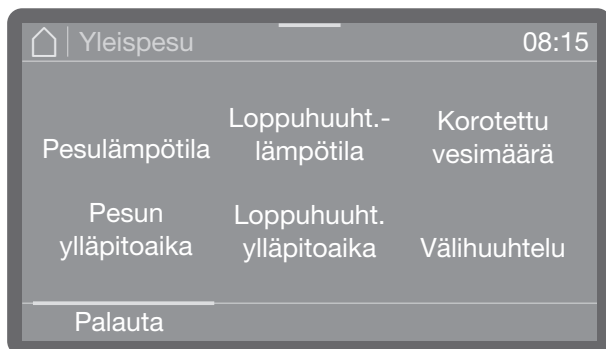 Yleispesu 08:15
Pesulämpötila
Loppuhuuht.-
lämpötila
Korotettu
vesimäärä
Pesun
ylläpitoaika
Loppuhuuht.
ylläpitoaika
Välihuuhtelu
Palauta